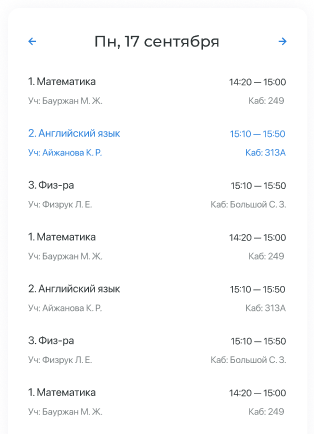 Пн, 17 сентября
1. Математика 14:20 — 15:00
Уч: Бауржан М. Ж. Каб: 249
2. Английский язык 15:10 — 15:50
Уч: Айжанова К. Р. Каб: 313А
3. Физ-ра 15:10 — 15:50
Уч: Физрук Л. Е. Каб: Большой С. З.
1. Математика 14:20 — 15:00
Уч: Бауржан М. Ж. Каб: 249
2. Английский язык 15:10 — 15:50
Уч: Айжанова К. Р. Каб: 313А
3. Физ-ра 15:10 — 15:50
Уч: Физрук Л. Е. Каб: Большой С. З.
1. Математика 14:20 — 15:00
Уч: Бауржан М. Ж. Каб: 249